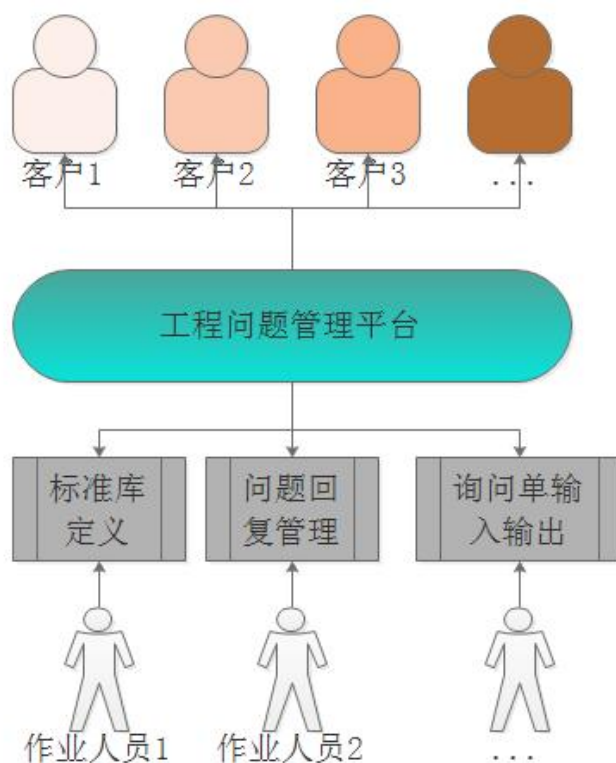 客户1
客户2
客户3
...
工程问题管理平台
标准库
定义
问题回
复管理
询问单输
入输出
作业人员1
作业人员2
...